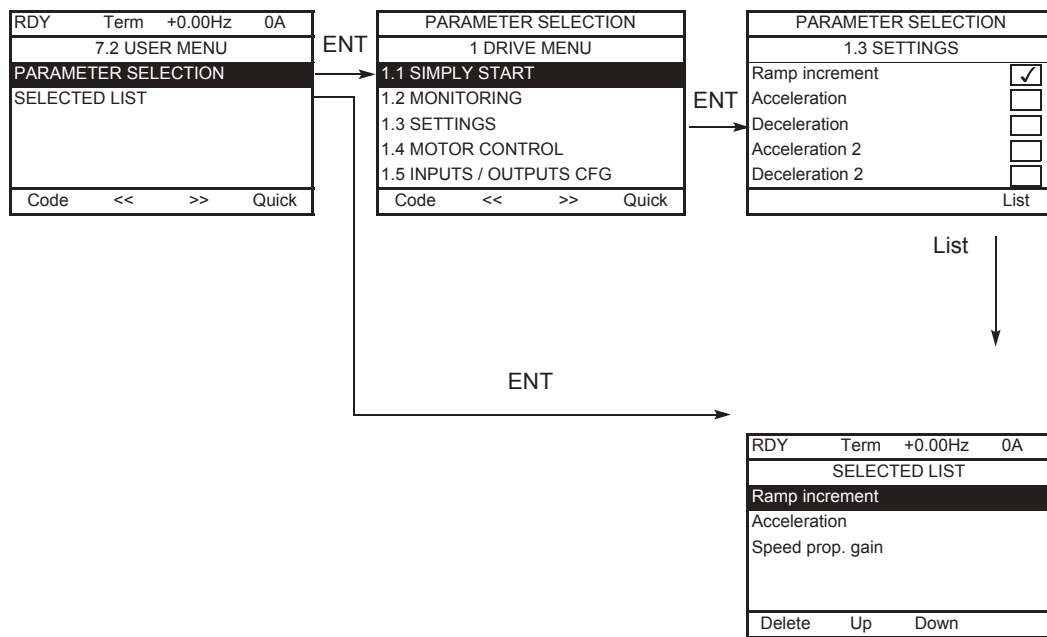 RDY Term +0.00Hz 0A
7.2 USER MENU
PARAMETER SELECTION
SELECTED LIST
Code << >> Quick
ENT
PARAMETER SELECTION
1 DRIVE MENU
1.1 SIMPLY START
1.2 MONITORING
1.3 SETTINGS
1.4 MOTOR CONTROL
1.5 INPUTS / OUTPUTS CFG
Code << >> Quick
ENT
PARAMETER SELECTION
1.3 SETTINGS
Ramp increment ✓
Acceleration
Deceleration
Acceleration 2
Deceleration 2
List
List
ENT
RDY Term +0.00Hz 0A
SELECTED LIST
Ramp increment
Acceleration
Speed prop. gain
Delete Up Down